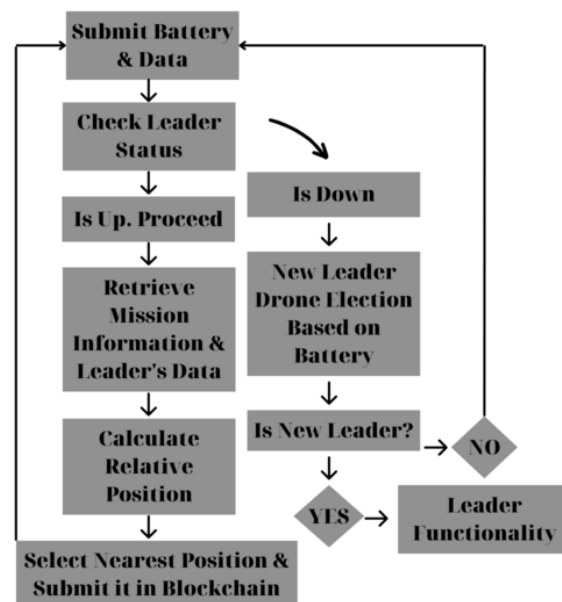 Submit Battery
& Data
Check Leader
Status
Is Up. Proceed
Retrieve
Mission
Information &
Leader's Data
Calculate
Relative
Position
Select Nearest Position &
Submit it in Blockchain
Is Down
New Leader
Drone Election
Based on
Battery
Is New Leader?
NO
YES
Leader
Functionality